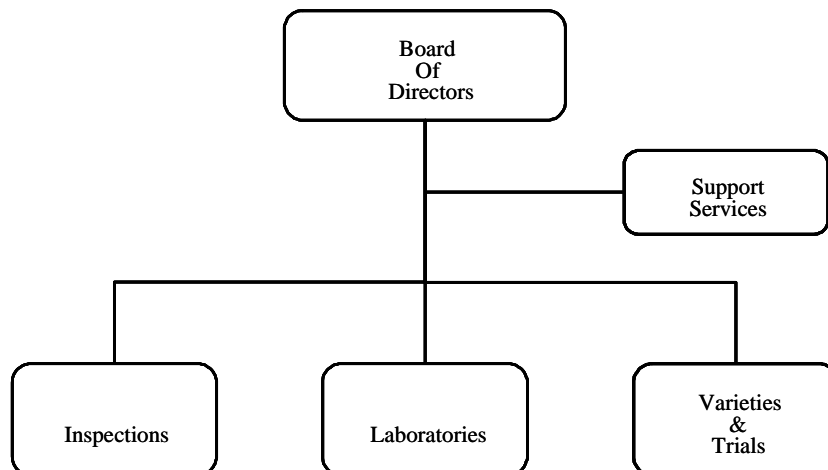 Board
Of
Directors
Support
Services
Inspections
Laboratories
Varieties
&
Trials